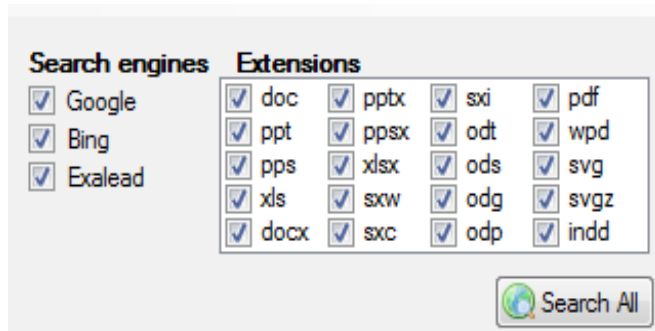 Search engines Extensions
Google
Bing
Exalead
doc pptx sxi pdf
ppt ppsx odt wpd
pps xlsx ods svg
xls sxw odg svgz
docx sxc odp indd
Search All